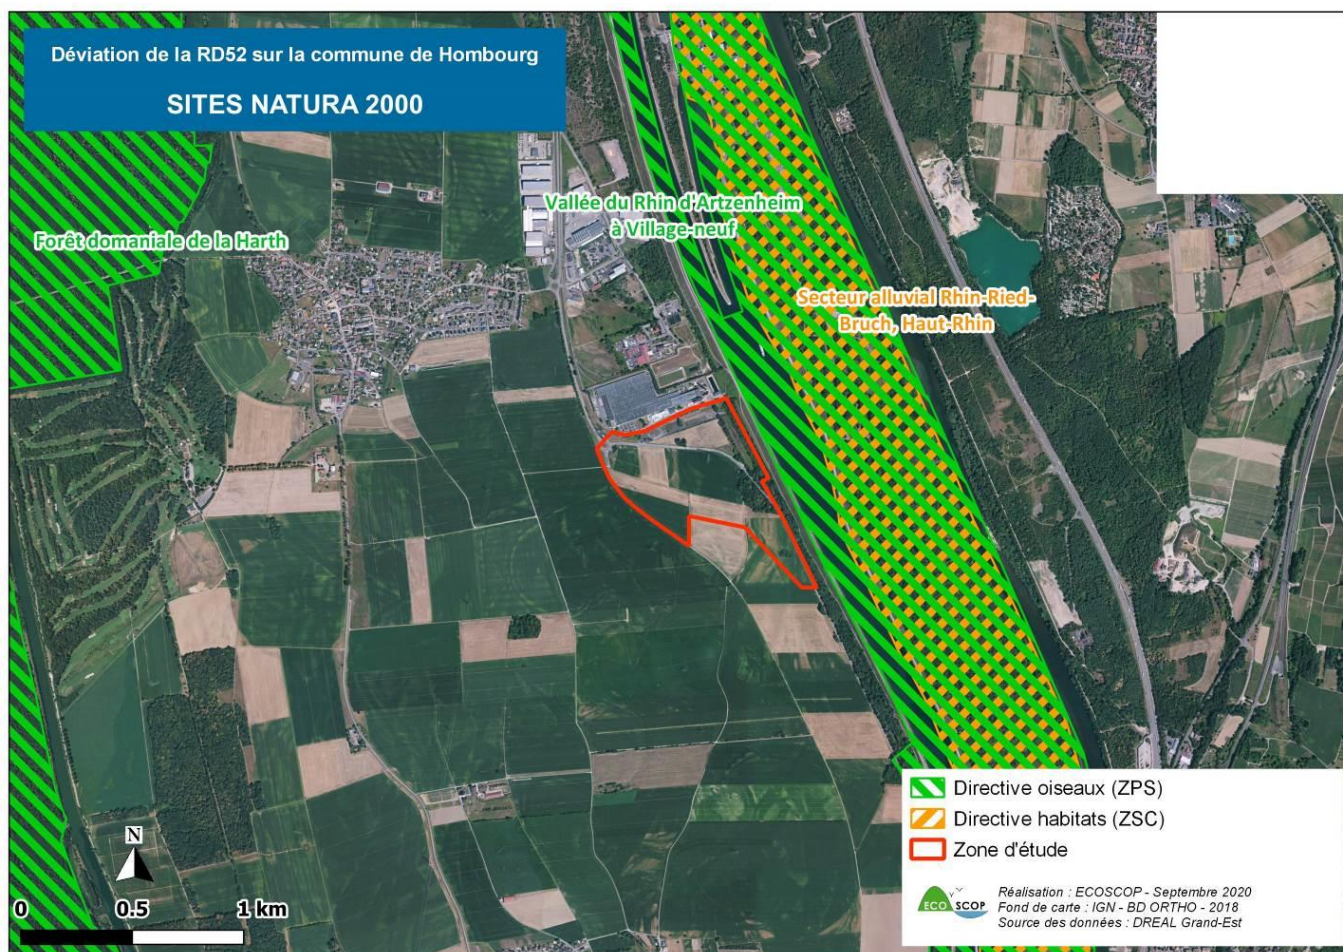 Déviation de la RD52 sur la commune de Hombourg
SITES NATURA 2000
Vallée du Rhin d'Artzenheim
à Village-neuf
Forêt domaniale de la Harth
Secteur alluvial Rhin-Ried-
Bruch, Haut-Rhin
Directive oiseaux (ZPS)
Directive habitats (ZSC)
Zone d'étude
N
0 0.5 1 km
ECO SCOP
Réalisation : ECOSCOP - Septembre 2020
Fond de carte : IGN - BD ORTHO - 2018
Source des données : DREAL Grand-Est